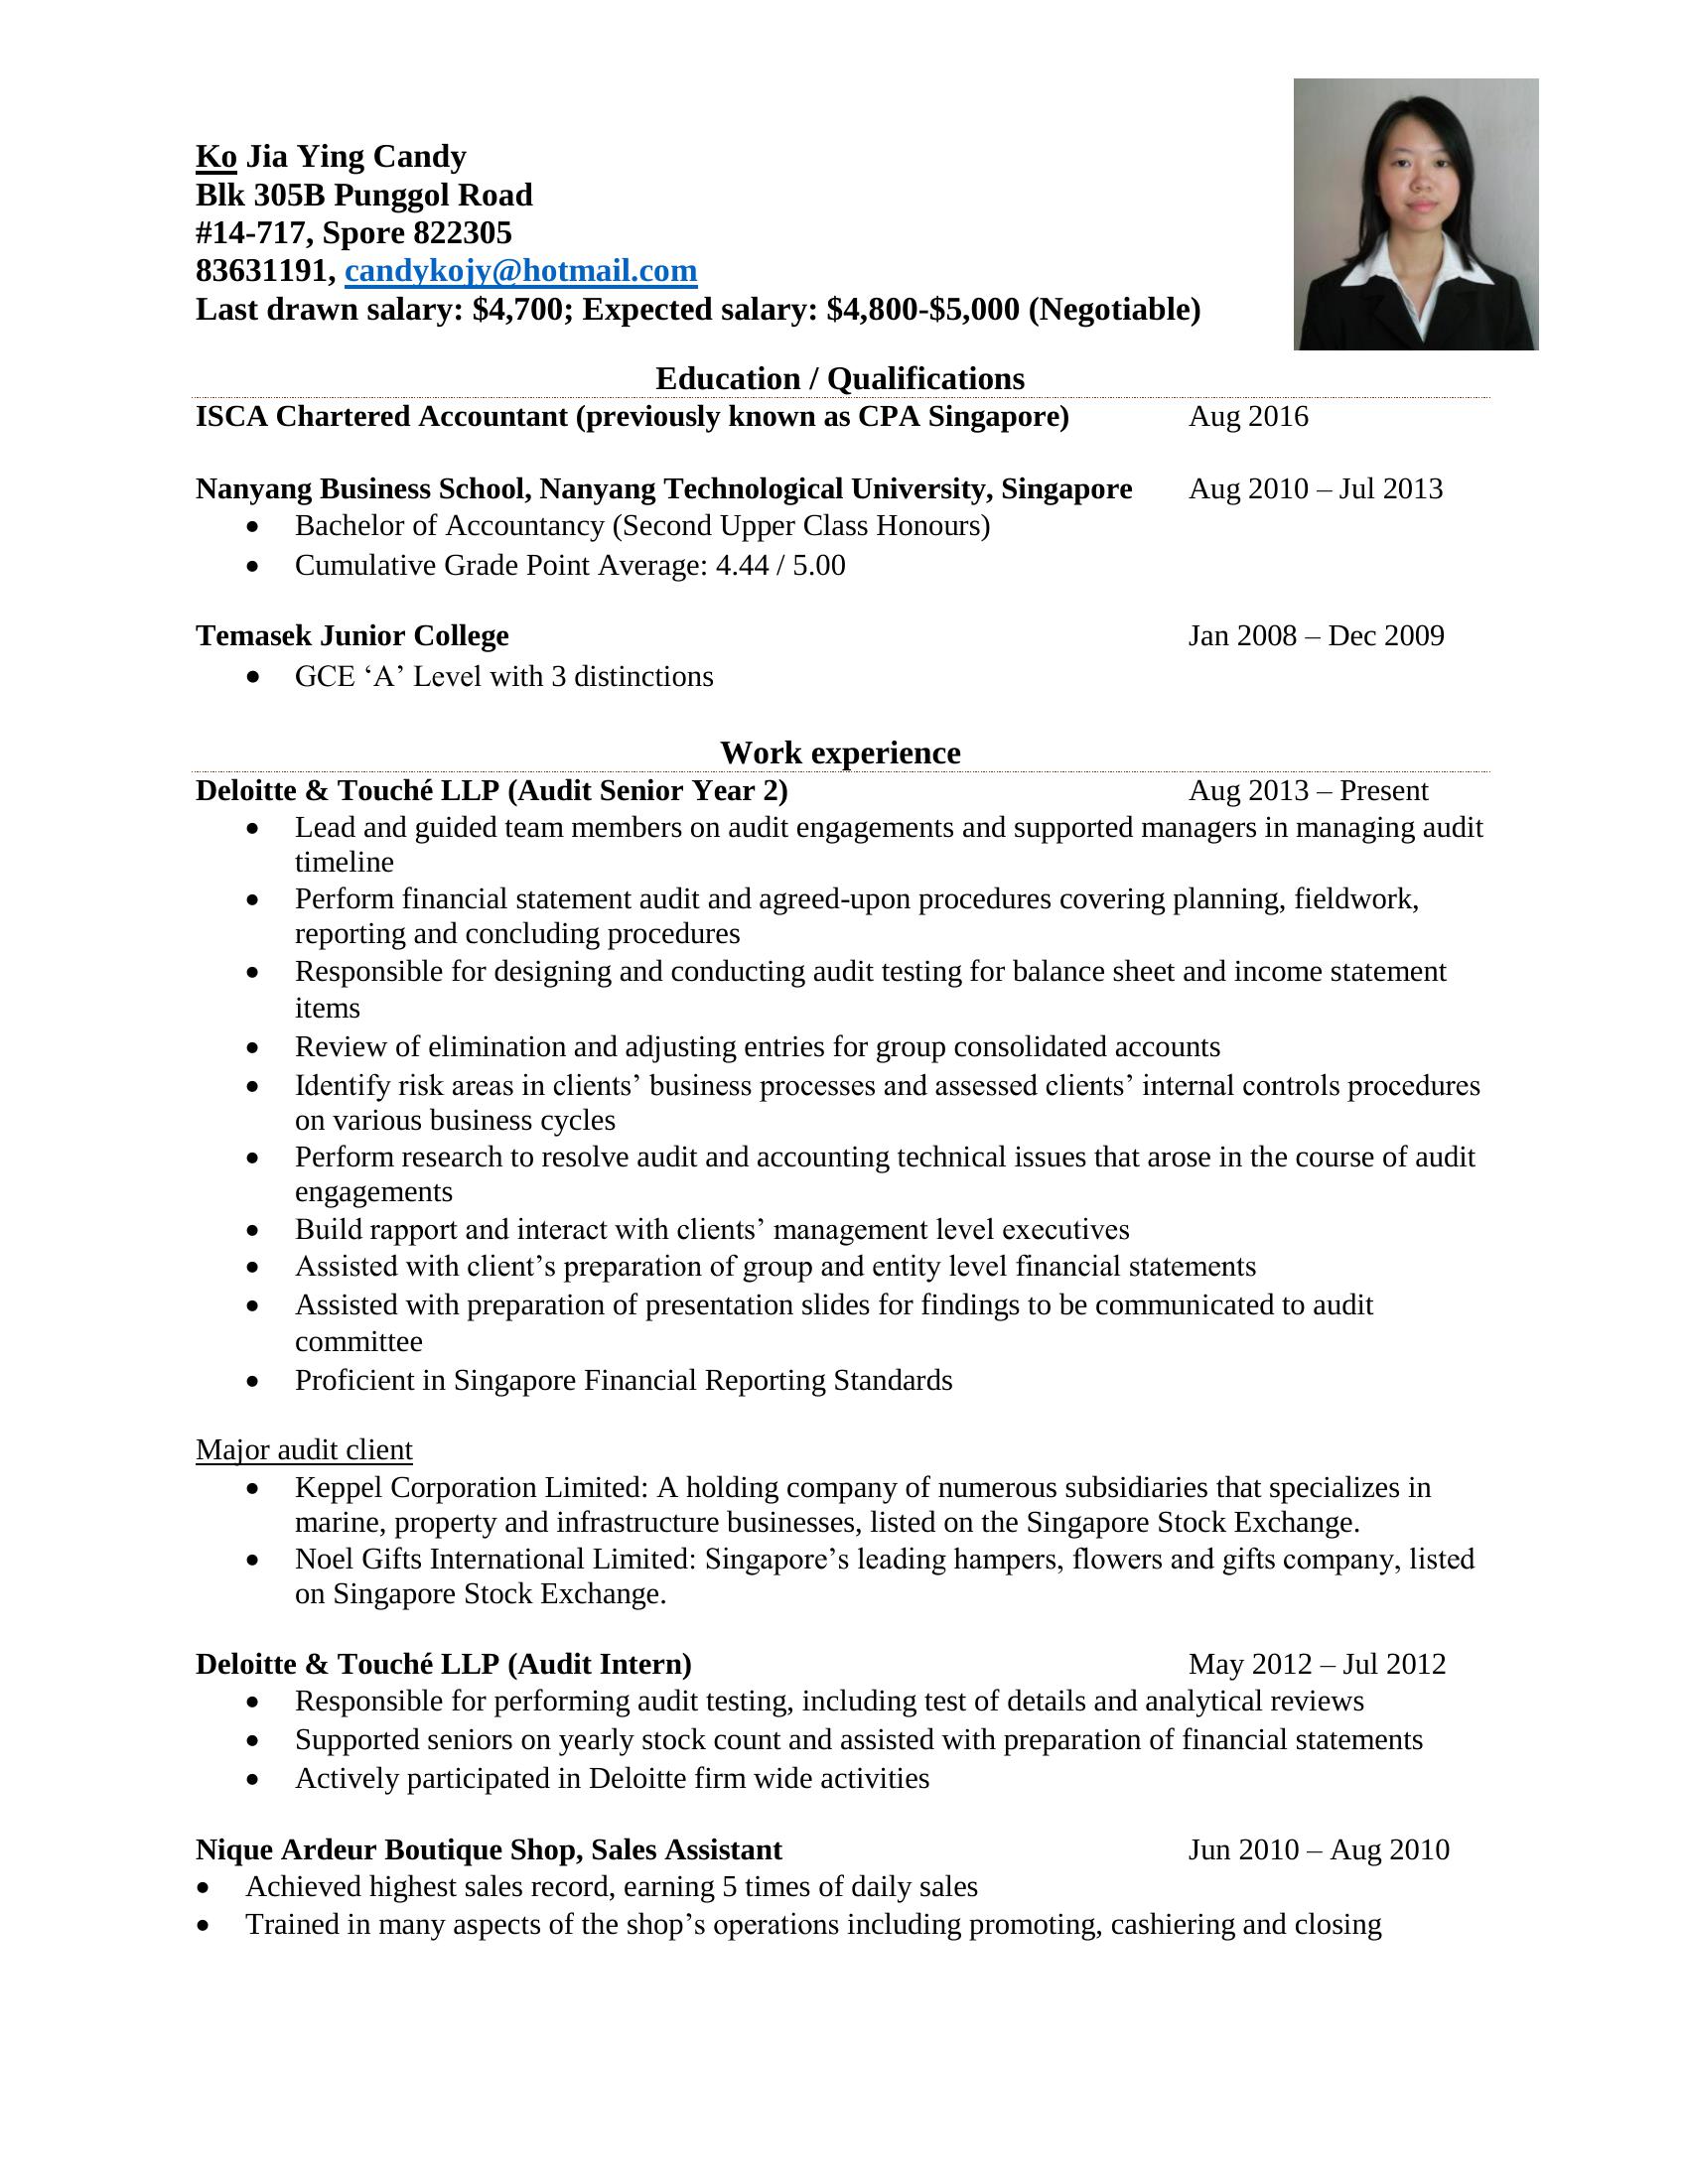 Ko Jia Ying Candy
Blk 305B Punggol Road
#14-717, Spore 822305
83631191, candykojy@hotmail.com
Last drawn salary: $4,700; Expected salary: $4,800-$5,000 (Negotiable)
Education / Qualifications
ISCA Chartered Accountant (previously known as CPA Singapore) Aug 2016
Nanyang Business School, Nanyang Technological University, Singapore Aug 2010 – Jul 2013
• Bachelor of Accountancy (Second Upper Class Honours)
• Cumulative Grade Point Average: 4.44 / 5.00
Temasek Junior College Jan 2008 – Dec 2009
• GCE ‘A’ Level with 3 distinctions
Work experience
Deloitte & Touché LLP (Audit Senior Year 2) Aug 2013 – Present
• Lead and guided team members on audit engagements and supported managers in managing audit
timeline
• Perform financial statement audit and agreed-upon procedures covering planning, fieldwork,
reporting and concluding procedures
• Responsible for designing and conducting audit testing for balance sheet and income statement
items
• Review of elimination and adjusting entries for group consolidated accounts
• Identify risk areas in clients’ business processes and assessed clients’ internal controls procedures
on various business cycles
• Perform research to resolve audit and accounting technical issues that arose in the course of audit
engagements
• Build rapport and interact with clients’ management level executives
• Assisted with client’s preparation of group and entity level financial statements
• Assisted with preparation of presentation slides for findings to be communicated to audit
committee
• Proficient in Singapore Financial Reporting Standards
Major audit client
• Keppel Corporation Limited: A holding company of numerous subsidiaries that specializes in
marine, property and infrastructure businesses, listed on the Singapore Stock Exchange.
• Noel Gifts International Limited: Singapore’s leading hampers, flowers and gifts company, listed
on Singapore Stock Exchange.
Deloitte & Touché LLP (Audit Intern) May 2012 – Jul 2012
• Responsible for performing audit testing, including test of details and analytical reviews
• Supported seniors on yearly stock count and assisted with preparation of financial statements
• Actively participated in Deloitte firm wide activities
Nique Ardeur Boutique Shop, Sales Assistant Jun 2010 – Aug 2010
• Achieved highest sales record, earning 5 times of daily sales
• Trained in many aspects of the shop’s operations including promoting, cashiering and closing